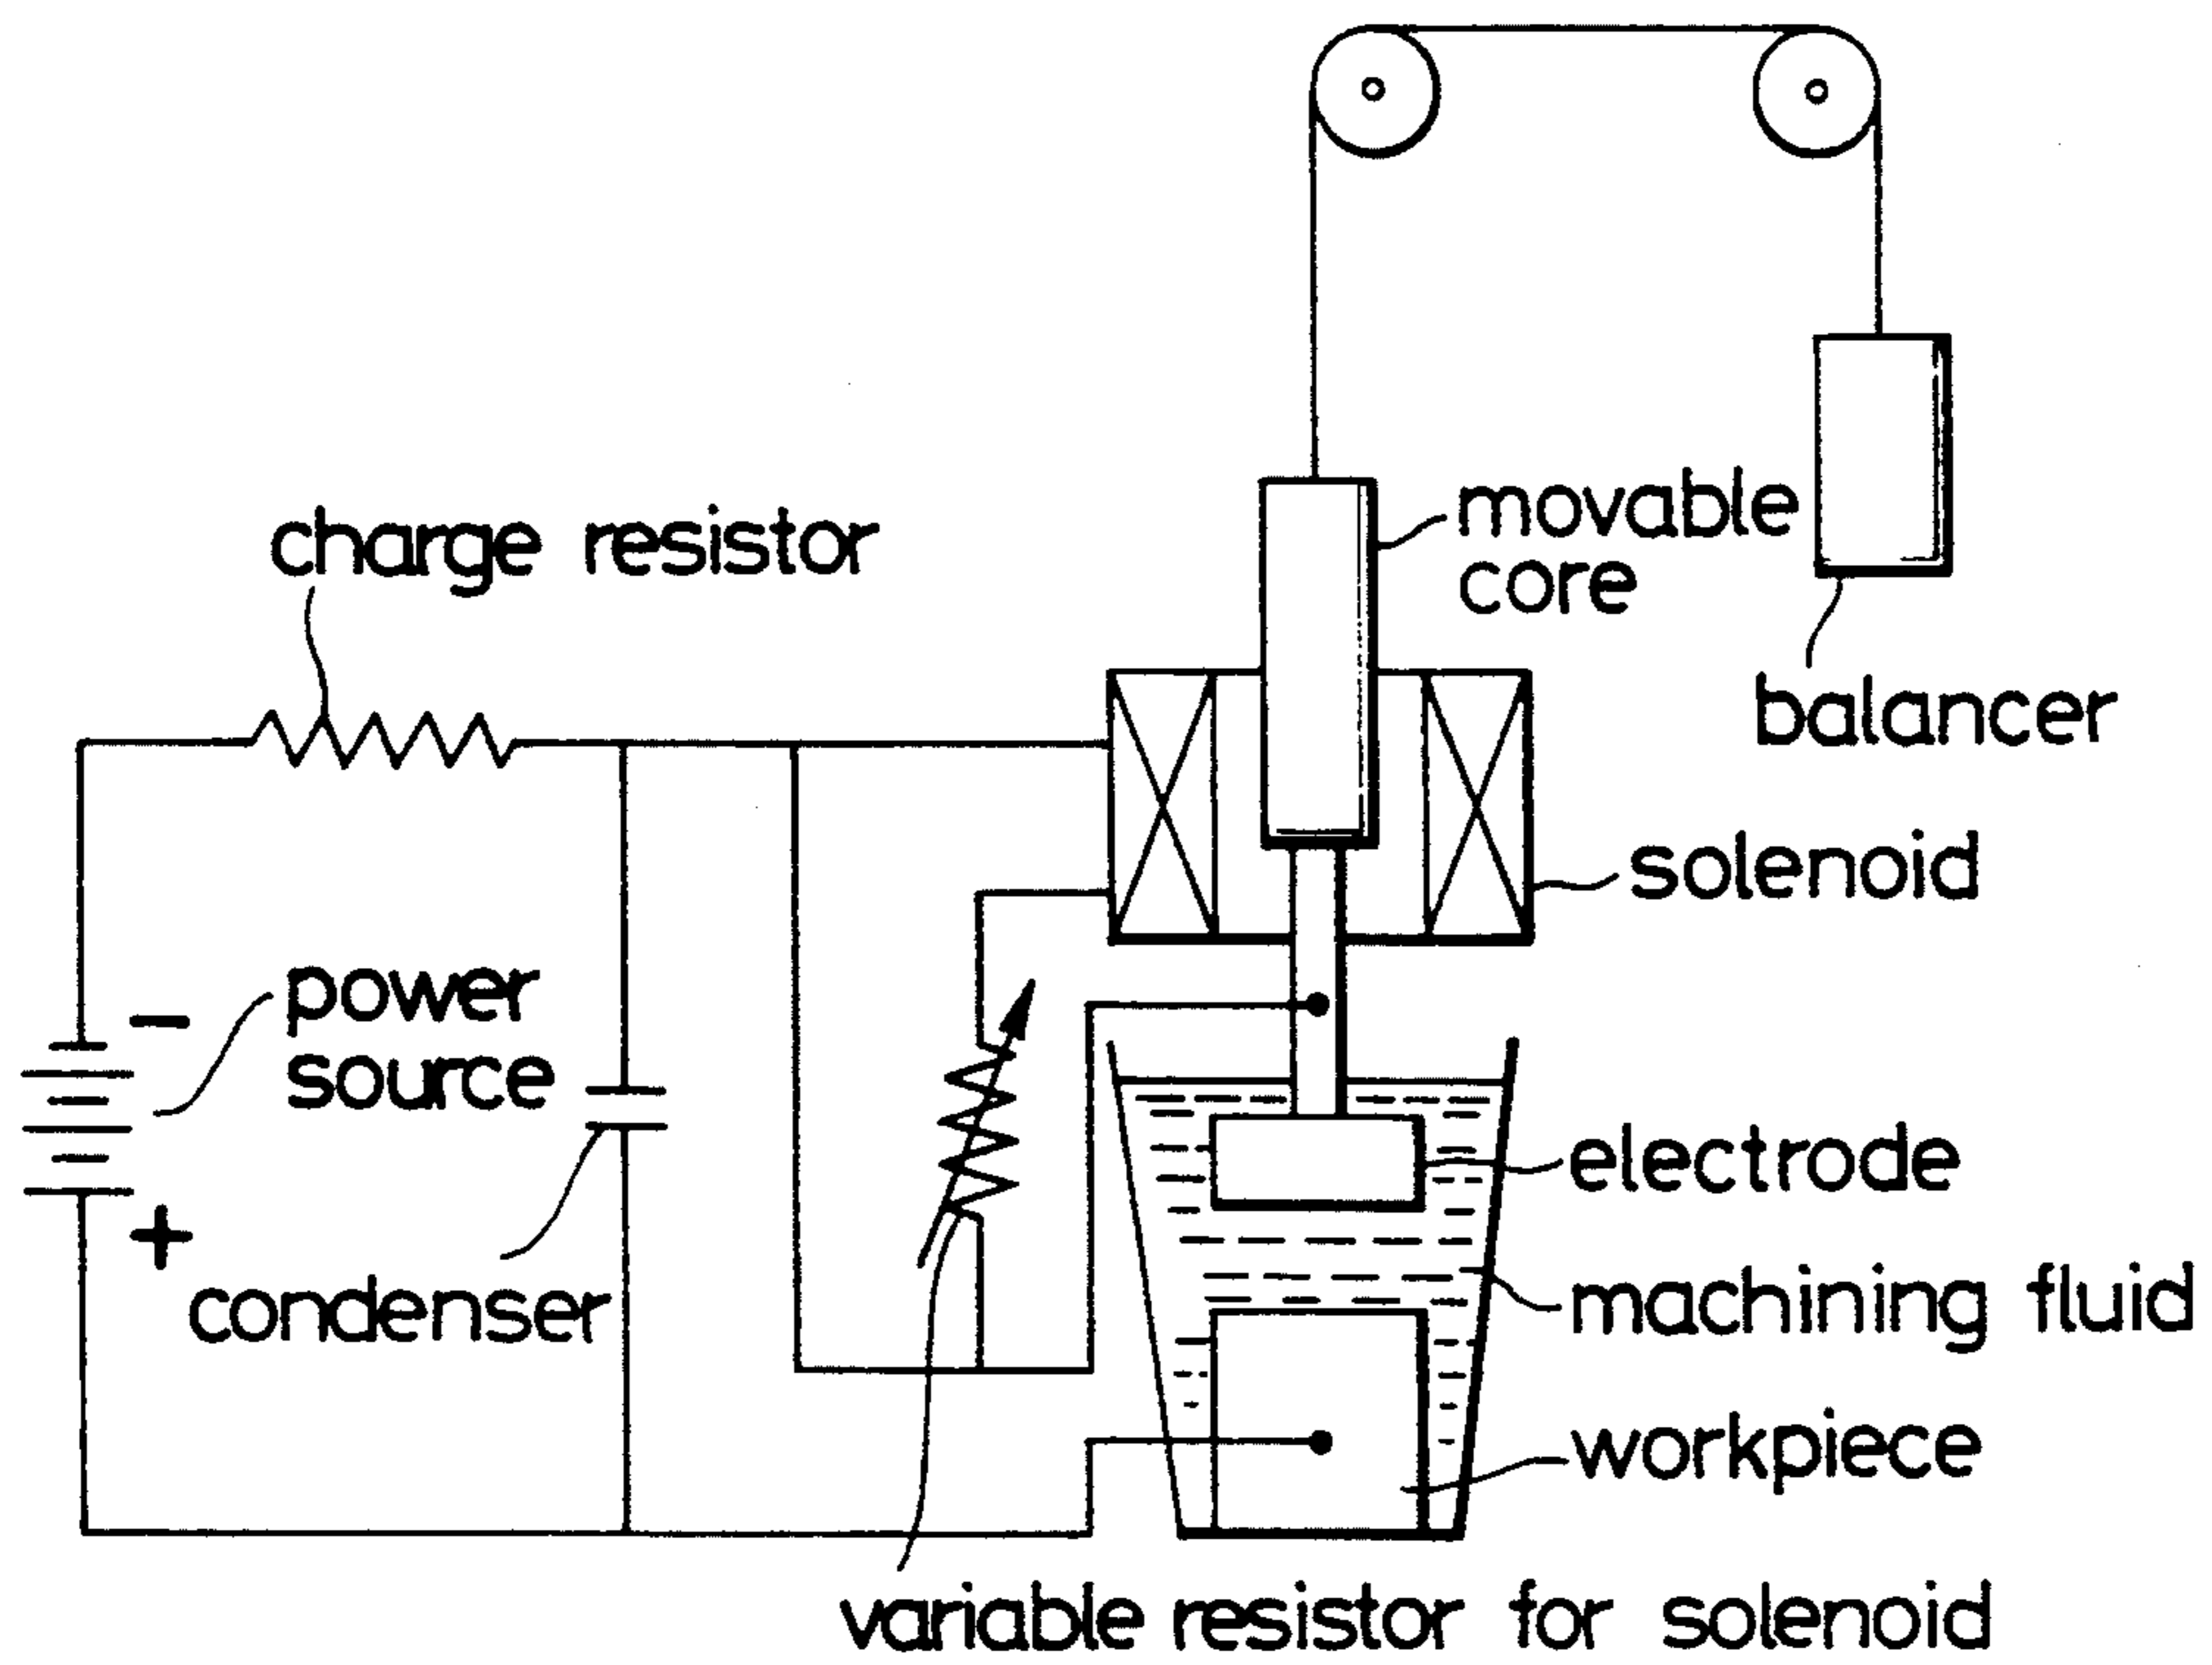 movable
core
charge resistor
balancer
solenoid
−
power
source
electrode
+
condenser
machining fluid
workpiece
variable resistor for solenoid